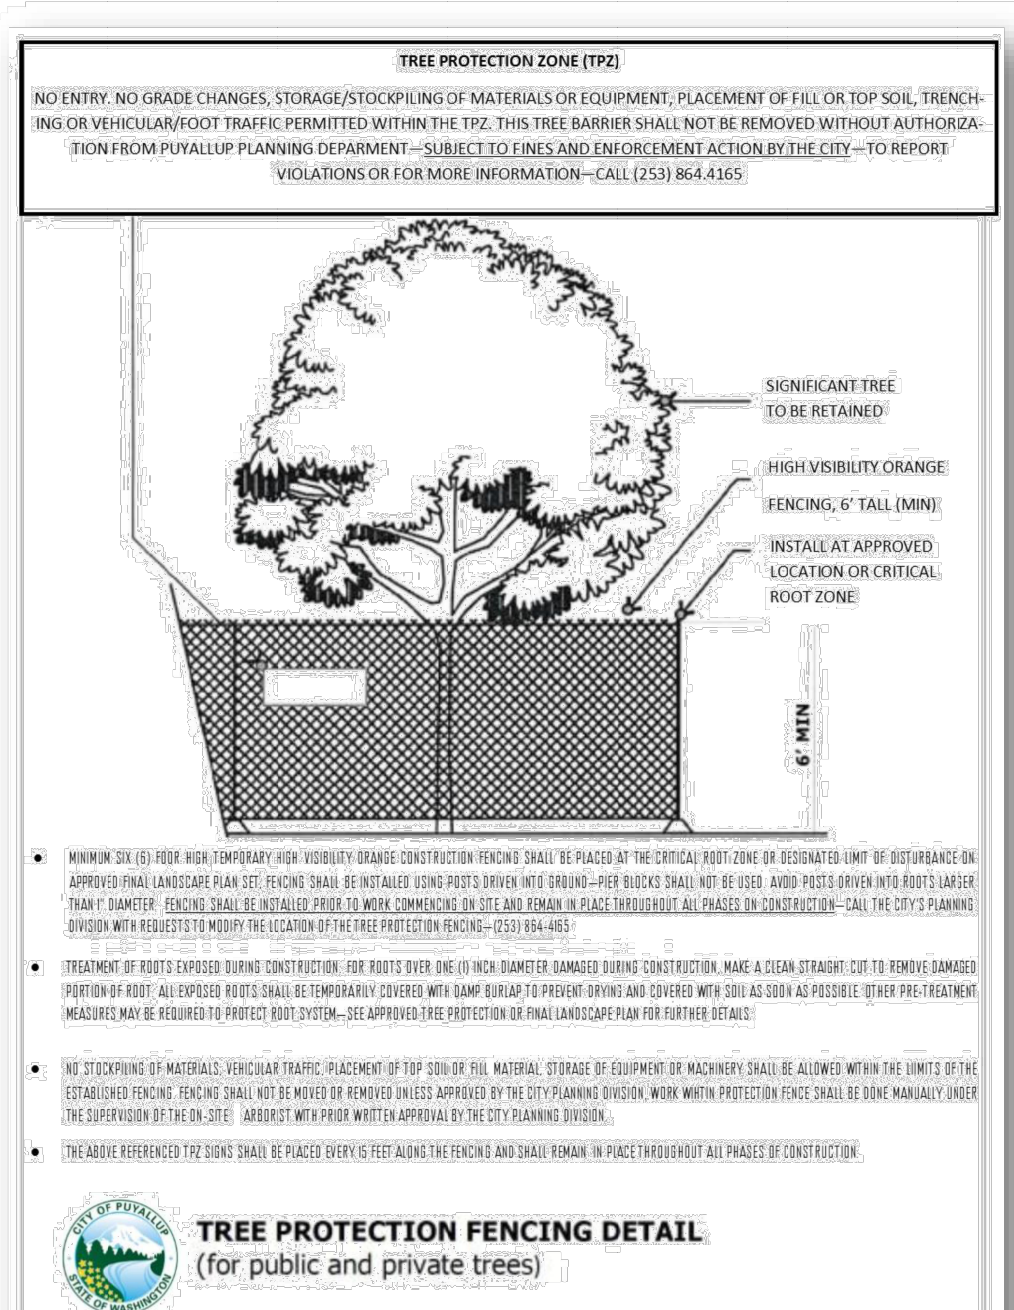 TREE PROTECTION ZONE (TPZ)
NO ENTRY. NO GRADE CHANGES, STORAGE/STOCKPILING OF MATERIALS OR EQUIPMENT, PLACEMENT OF FILL OR TOP SOIL, TRENCH-
ING OR VEHICULAR/FOOT TRAFFIC PERMITTED WITHIN THE TPZ. THIS TREE BARRIER SHALL NOT BE REMOVED WITHOUT AUTHORIZA-
TION FROM PUYALLUP PLANNING DEPARMENT—SUBJECT TO FINES AND ENFORCEMENT ACTION BY THE CITY—TO REPORT
VIOLATIONS OR FOR MORE INFORMATION—CALL (253) 864.4165
SIGNIFICANT TREE
TO BE RETAINED
HIGH VISIBILITY ORANGE
FENCING, 6' TALL (MIN)
INSTALL AT APPROVED
LOCATION OR CRITICAL
ROOT ZONE
6' MIN
• MINIMUM SIX (6) FOOR HIGH TEMPORARY HIGH VISIBILITY ORANGE CONSTRUCTION FENCING SHALL BE PLACED AT THE CRITICAL ROOT ZONE OR DESIGNATED LIMIT OF DISTURBANCE ON
APPROVED FINAL LANDSCAPE PLAN SET. FENCING SHALL BE INSTALLED USING POSTS DRIVEN INTO GROUND—PIER BLOCKS SHALL NOT BE USED. AVOID POSTS DRIVEN INTO ROOTS LARGER
THAN 1" DIAMETER. FENCING SHALL BE INSTALLED PRIOR TO WORK COMMENCING ON SITE AND REMAIN IN PLACE THROUGHOUT ALL PHASES ON CONSTRUCTION—CALL THE CITY'S PLANNING
DIVISION WITH REQUESTS TO MODIFY THE LOCATION OF THE TREE PROTECTION FENCING—(253) 864-4165
• TREATMENT OF ROOTS EXPOSED DURING CONSTRUCTION: FOR ROOTS OVER ONE (1) INCH DIAMETER DAMAGED DURING CONSTRUCTION, MAKE A CLEAN STRAIGHT CUT TO REMOVE DAMAGED
PORTION OF ROOT. ALL EXPOSED ROOTS SHALL BE TEMPORARILY COVERED WITH DAMP BURLAP TO PREVENT DRYING AND COVERED WITH SOIL AS SOON AS POSSIBLE. OTHER PRE-TREATMENT
MEASURES MAY BE REQUIRED TO PROTECT ROOT SYSTEM—SEE APPROVED TREE PROTECTION OR FINAL LANDSCAPE PLAN FOR FURTHER DETAILS.
• NO STOCKPILING OF MATERIALS, VEHICULAR TRAFFIC, PLACEMENT OF TOP SOIL OR FILL MATERIAL, STORAGE OF EQUIPMENT OR MACHINERY SHALL BE ALLOWED WITHIN THE LIMITS OF THE
ESTABLISHED FENCING. FENCING SHALL NOT BE MOVED OR REMOVED UNLESS APPROVED BY THE CITY PLANNING DIVISION. WORK WIHTIN PROTECTION FENCE SHALL BE DONE MANUALLY UNDER
THE SUPERVISION OF THE ON-SITE ARBORIST WITH PRIOR WRITTEN APPROVAL BY THE CITY PLANNING DIVISION.
• THE ABOVE REFERENCED TPZ SIGNS SHALL BE PLACED EVERY 15 FEET ALONG THE FENCING AND SHALL REMAIN IN PLACE THROUGHOUT ALL PHASES OF CONSTRUCTION.
CITY OF PUYALLUP
STATE OF WASHINGTON
TREE PROTECTION FENCING DETAIL
(for public and private trees)